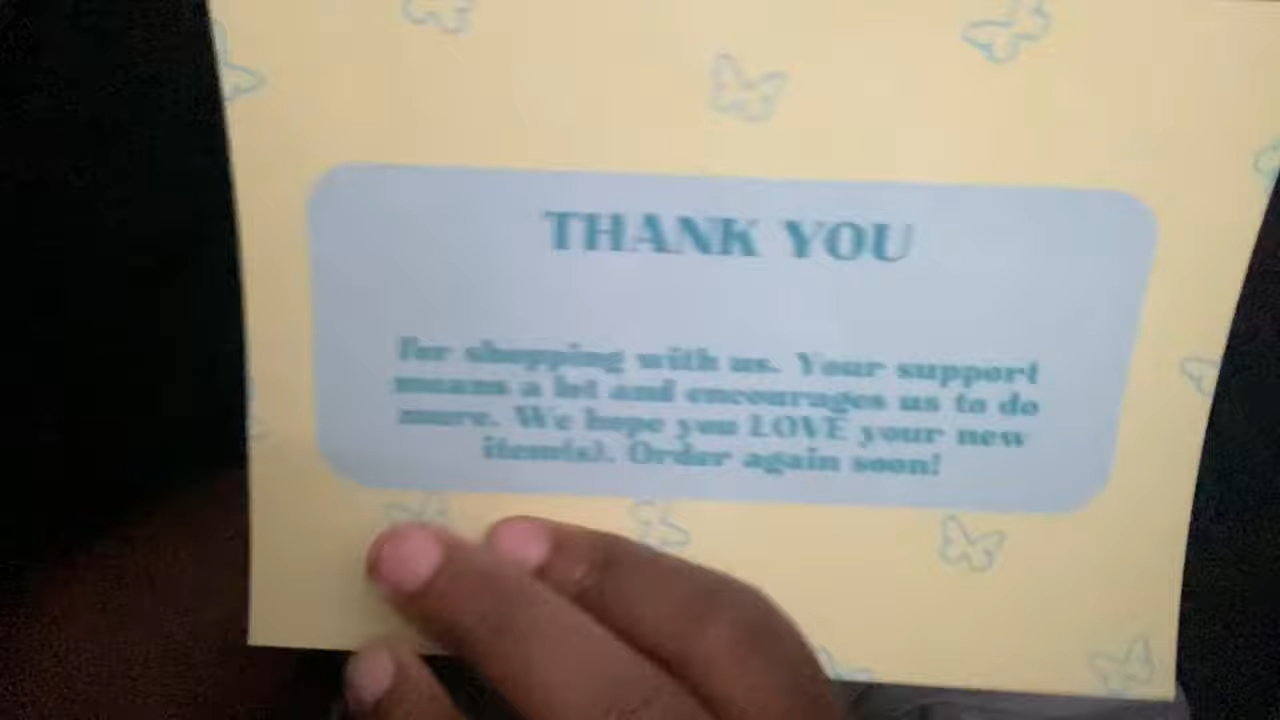 THANK YOU
for shopping with us. Your support
means a lot and encourages us to do
more. We hope you LOVE your new
item(s). Order again soon!